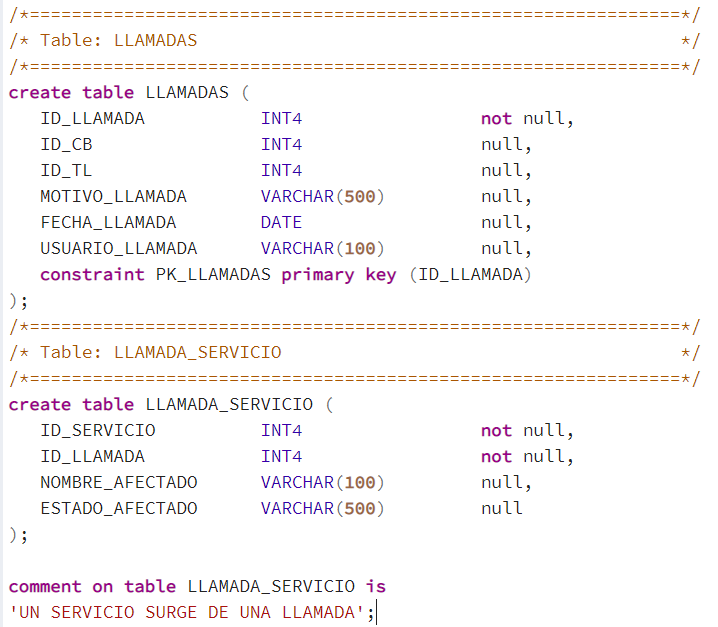 /*==============================================================*/
/* Table: LLAMADAS                                              */
/*==============================================================*/
create table LLAMADAS (
   ID_LLAMADA           INT4                 not null,
   ID_CB                INT4                 null,
   ID_TL                INT4                 null,
   MOTIVO_LLAMADA       VARCHAR(500)         null,
   FECHA_LLAMADA        DATE                 null,
   USUARIO_LLAMADA      VARCHAR(100)         null,
   constraint PK_LLAMADAS primary key (ID_LLAMADA)
);
/*==============================================================*/
/* Table: LLAMADA_SERVICIO                                      */
/*==============================================================*/
create table LLAMADA_SERVICIO (
   ID_SERVICIO          INT4                 not null,
   ID_LLAMADA           INT4                 not null,
   NOMBRE_AFECTADO      VARCHAR(100)         null,
   ESTADO_AFECTADO      VARCHAR(500)         null
);

comment on table LLAMADA_SERVICIO is
'UN SERVICIO SURGE DE UNA LLAMADA';